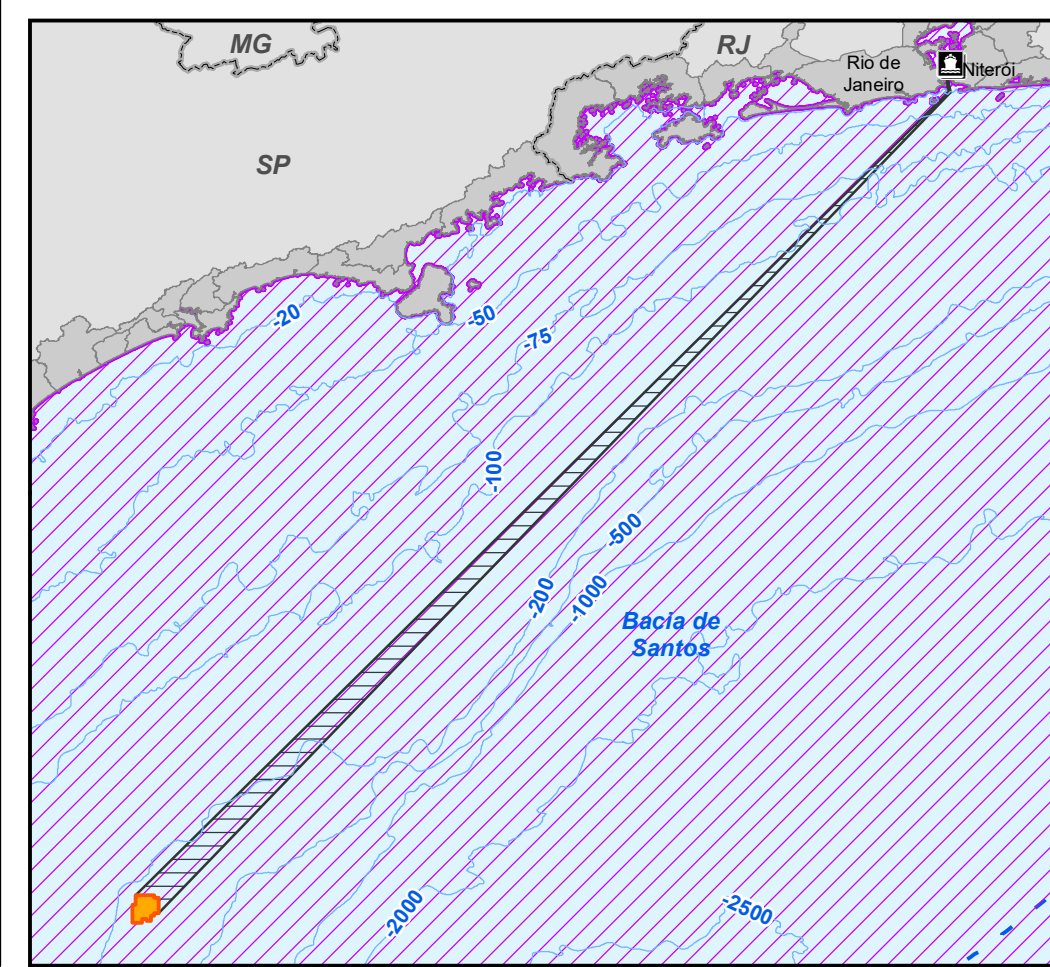 MG
RJ
Rio de
Janeiro
Niterói
SP
-20
-50
-75
-100
-500
-200
-1000
Bacia de
Santos
-2000
-2500